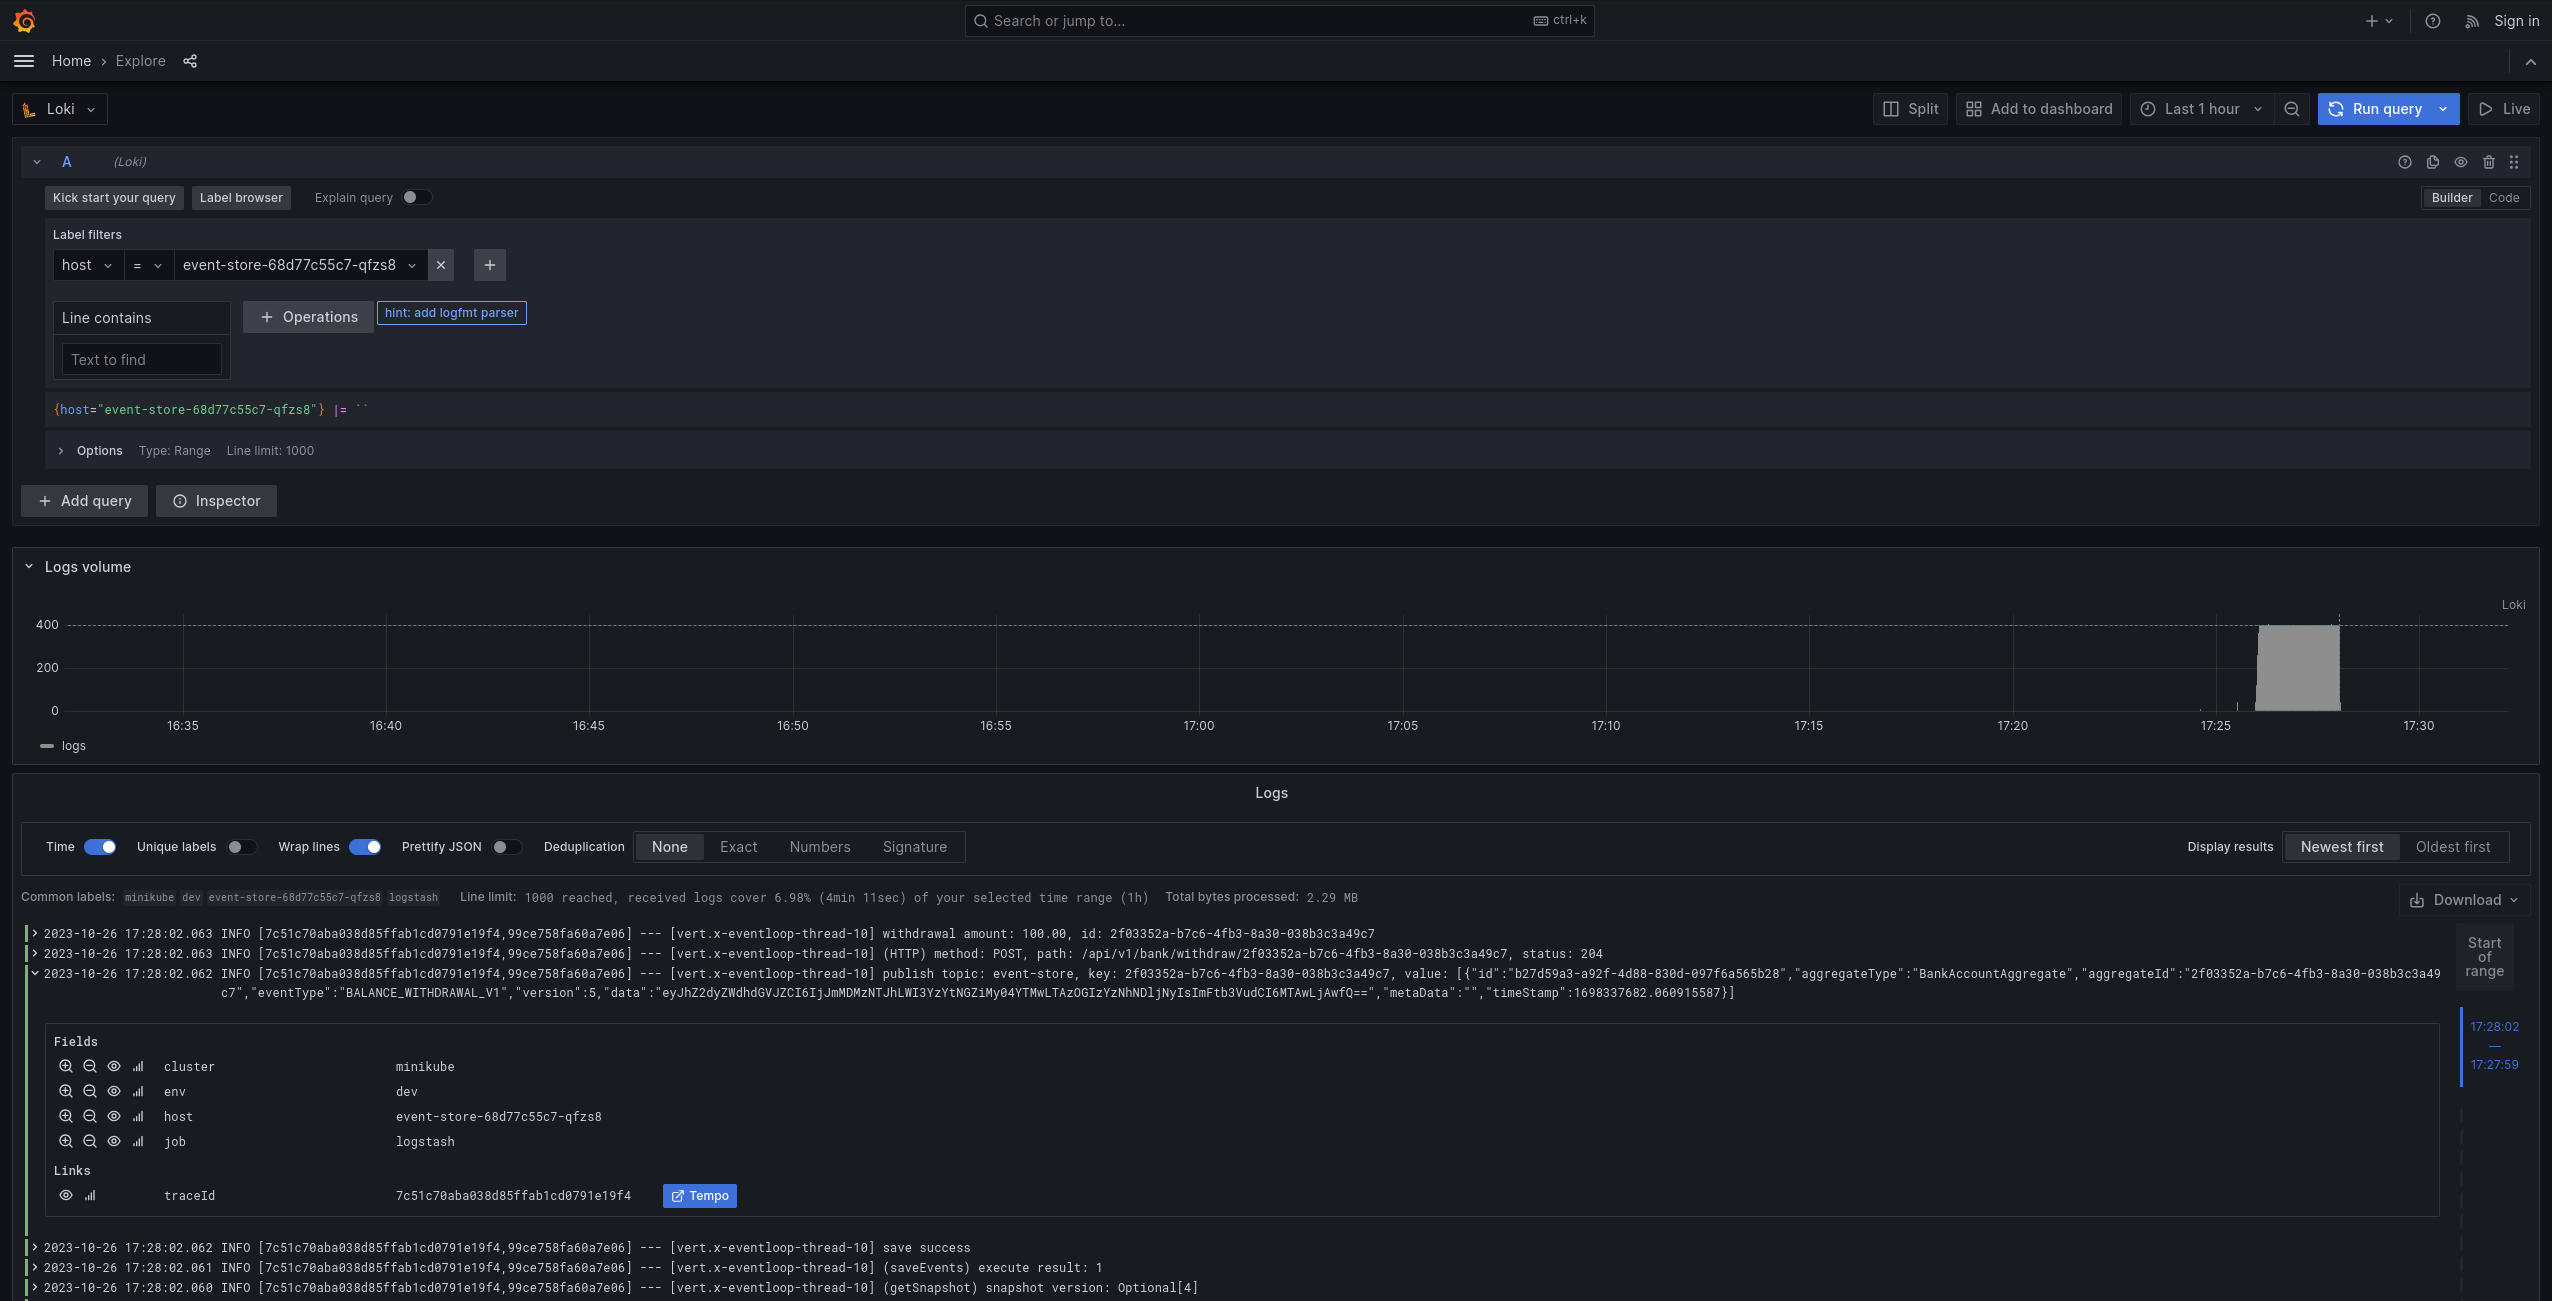 Search or jump to... ctrl+k Sign in
Home › Explore
Loki Split Add to dashboard Last 1 hour Run query Live
A (Loki)
Kick start your query Label browser Explain query Builder Code
Label filters
host = event-store-68d77c55c7-qfzs8
Line contains + Operations hint: add logfmt parser
Text to find
{host="event-store-68d77c55c7-qfzs8"} |= ``
Options Type: Range Line limit: 1000
+ Add query Inspector
Logs volume
Loki
400
200
0
16:35 16:40 16:45 16:50 16:55 17:00 17:05 17:10 17:15 17:20 17:25 17:30
logs
Logs
Time Unique labels Wrap lines Prettify JSON Deduplication None Exact Numbers Signature Display results Newest first Oldest first
Common labels: minikube dev event-store-68d77c55c7-qfzs8 logstash Line limit: 1000 reached, received logs cover 6.98% (4min 11sec) of your selected time range (1h) Total bytes processed: 2.29 MB Download
2023-10-26 17:28:02.063 INFO [7c51c70aba038d85ffab1cd0791e19f4,99ce758fa60a7e06] --- [vert.x-eventloop-thread-10] withdrawal amount: 100.00, id: 2f03352a-b7c6-4fb3-8a30-038b3c3a49c7
2023-10-26 17:28:02.063 INFO [7c51c70aba038d85ffab1cd0791e19f4,99ce758fa60a7e06] --- [vert.x-eventloop-thread-10] (HTTP) method: POST, path: /api/v1/bank/withdraw/2f03352a-b7c6-4fb3-8a30-038b3c3a49c7, status: 204
2023-10-26 17:28:02.062 INFO [7c51c70aba038d85ffab1cd0791e19f4,99ce758fa60a7e06] --- [vert.x-eventloop-thread-10] publish topic: event-store, key: 2f03352a-b7c6-4fb3-8a30-038b3c3a49c7, value: [{"id":"b27d59a3-a92f-4d88-830d-097f6a565b28","aggregateType":"BankAccountAggregate","aggregateId":"2f03352a-b7c6-4fb3-8a30-038b3c3a49
c7","eventType":"BALANCE_WITHDRAWAL_V1","version":5,"data":"eyJhZ2dyZWdhdGVJZCI6IjJmMDMzNTJhLWI3YzYtNGZiMy04YTMwLTAzOGIzYzNhNDljNyIsImFtb3VudCI6MTAwLjAwfQ==","metaData":"","timeStamp":1698337682.060915587}]
Start
of
range
17:28:02
—
17:27:59
Fields
cluster minikube
env dev
host event-store-68d77c55c7-qfzs8
job logstash
Links
traceId 7c51c70aba038d85ffab1cd0791e19f4 Tempo
2023-10-26 17:28:02.062 INFO [7c51c70aba038d85ffab1cd0791e19f4,99ce758fa60a7e06] --- [vert.x-eventloop-thread-10] save success
2023-10-26 17:28:02.061 INFO [7c51c70aba038d85ffab1cd0791e19f4,99ce758fa60a7e06] --- [vert.x-eventloop-thread-10] (saveEvents) execute result: 1
2023-10-26 17:28:02.060 INFO [7c51c70aba038d85ffab1cd0791e19f4,99ce758fa60a7e06] --- [vert.x-eventloop-thread-10] (getSnapshot) snapshot version: Optional[4]